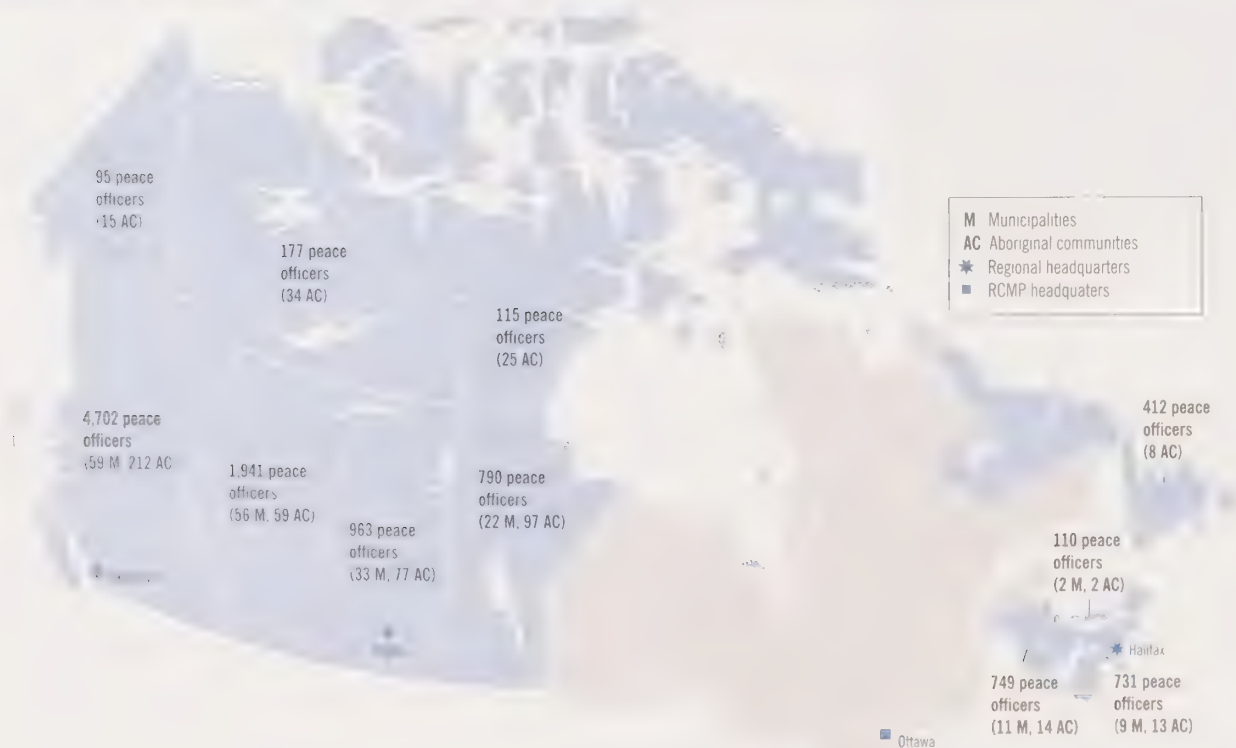 95 peace
officers
(15 AC)
177 peace
officers
(34 AC)
115 peace
officers
(25 AC)
M Municipalities
AC Aboriginal communities
Regional headquarters
RCMP headquaters
4,702 peace
officers
(59 M 212 AC
1,941 peace
officers
(56 M, 59 AC)
963 peace
officers
(33 M, 77 AC)
790 peace
officers
(22 M, 97 AC)
412 peace
officers
(8 AC)
110 peace
officers
(2 M, 2 AC)
Halifax
749 peace
officers
(11 M, 14 AC)
731 peace
officers
(9 M, 13 AC)
Ottawa